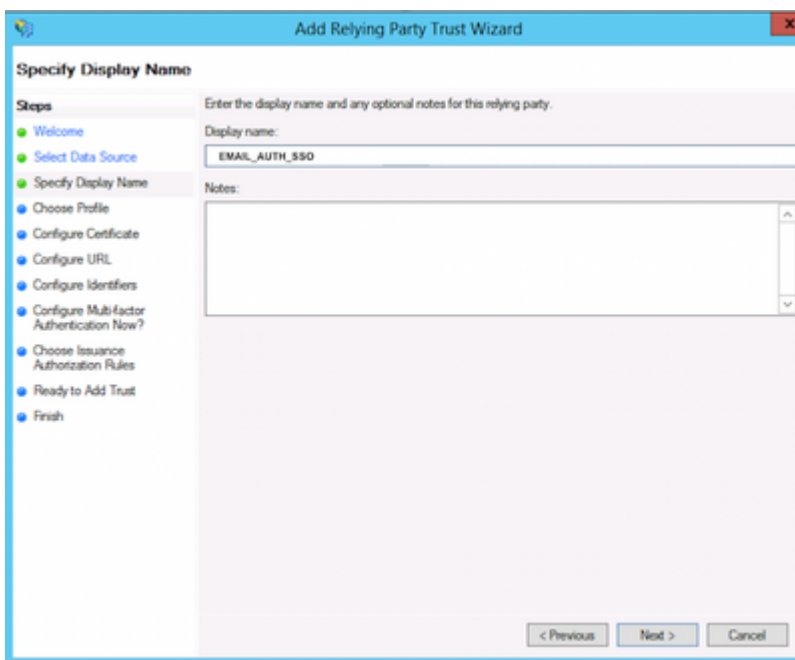 Add Relying Party Trust Wizard
x
Specify Display Name
Steps
Welcome
Select Data Source
Specify Display Name
Choose Profile
Configure Certificate
Configure URL
Configure Identifiers
Configure Multi-factor
Authentication Now?
Choose Issuance
Authorization Rules
Ready to Add Trust
Finish
Enter the display name and any optional notes for this relying party.
Display name:
EMAIL_AUTH_SSO
Notes:
< Previous
Next >
Cancel